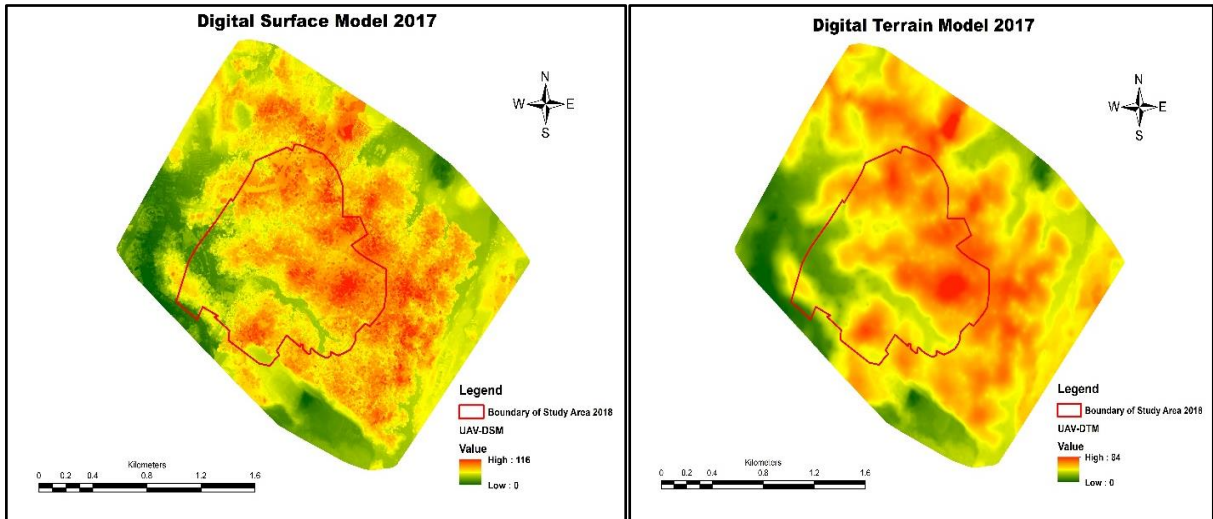 Digital Surface Model 2017
N
W E
S
Legend
Boundary of Study Area 2018
UAV-DSM
Value
High : 116
Low : 0
Kilometers
0 0.2 0.4 0.8 1.2 1.6
Digital Terrain Model 2017
N
W E
S
Legend
Boundary of Study Area 2018
UAV-DTM
Value
High : 84
Low : 0
Kilometers
0 0.2 0.4 0.8 1.2 1.6